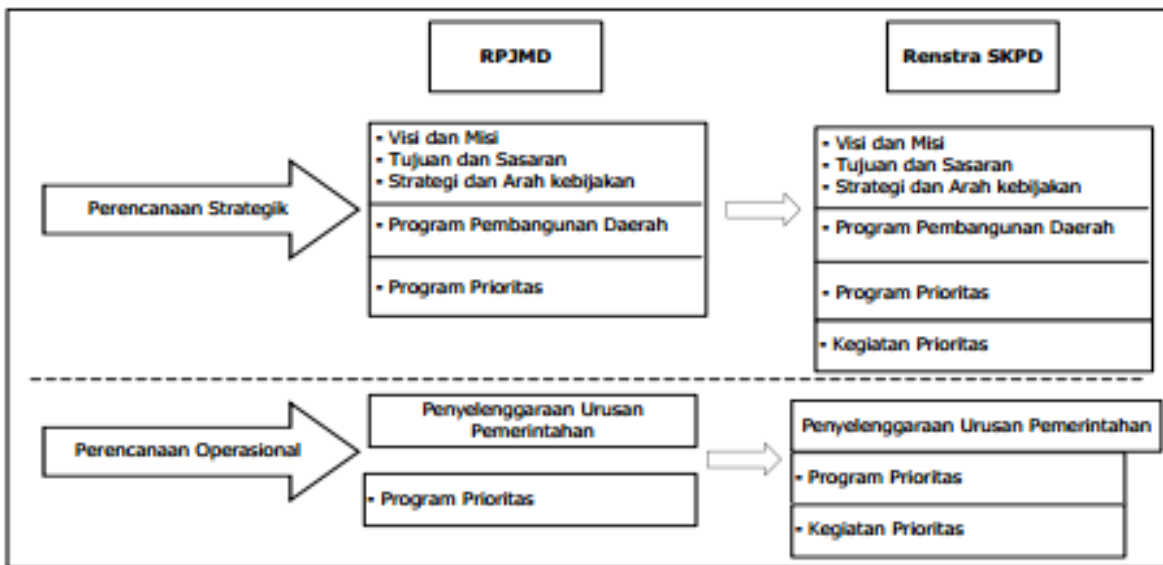 RPJMD
Renstra SKPD
Perencanaan Strategik
- Visi dan Misi
- Tujuan dan Sasaran
- Strategi dan Arah kebijakan
- Program Pembangunan Daerah
- Program Prioritas
- Visi dan Misi
- Tujuan dan Sasaran
- Strategi dan Arah kebijakan
- Program Pembangunan Daerah
- Program Prioritas
- Kegiatan Prioritas
Perencanaan Operasional
Penyelenggaraan Urusan
Pemerintahan
- Program Prioritas
Penyelenggaraan Urusan Pemerintahan
- Program Prioritas
- Kegiatan Prioritas